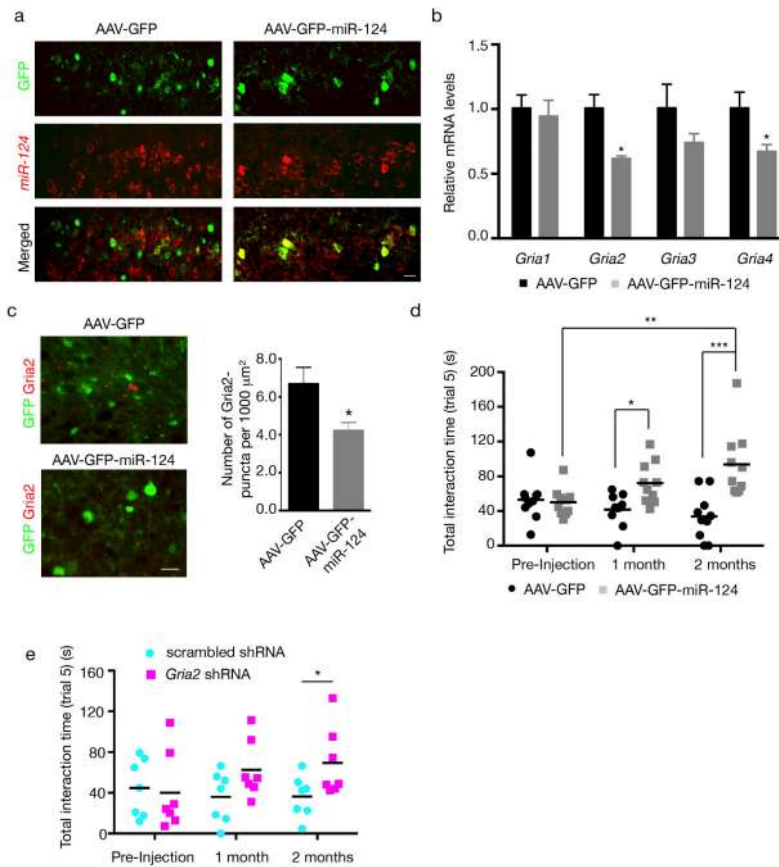 a
AAV-GFP
AAV-GFP-miR-124
GFP
miR-124
Merged
b
Relative mRNA levels
1.5
1.0
0.5
0.0
*
*
Gria1
Gria2
Gria3
Gria4
AAV-GFP
AAV-GFP-miR-124
c
AAV-GFP
GFP Gria2
AAV-GFP-miR-124
GFP Gria2
Number of Gria2-
puncta per 1000 µm²
8.0
6.0
4.0
2.0
0.0
*
AAV-GFP
AAV-GFP-
miR-124
d
Total interaction time (trial 5) (s)
200
160
120
80
40
0
**
***
*
Pre-Injection
1 month
2 months
AAV-GFP
AAV-GFP-miR-124
e
scrambled shRNA
Gria2 shRNA
Total interaction time (trial 5) (s)
160
120
80
40
0
*
Pre-Injection
1 month
2 months